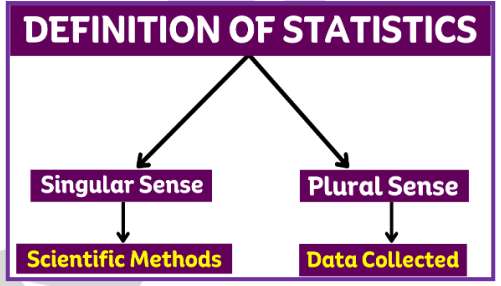 DEFINITION OF STATISTICS
Singular Sense
Plural Sense
Scientific Methods
Data Collected